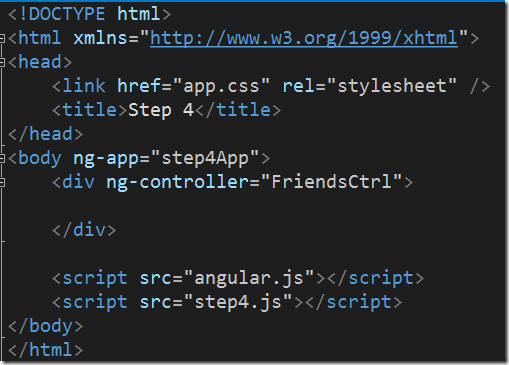 <!DOCTYPE html>
<html xmlns="http://www.w3.org/1999/xhtml">
<head>
    <link href="app.css" rel="stylesheet" />
    <title>Step 4</title>
</head>
<body ng-app="step4App">
    <div ng-controller="FriendsCtrl">

    </div>

    <script src="angular.js"></script>
    <script src="step4.js"></script>
</body>
</html>